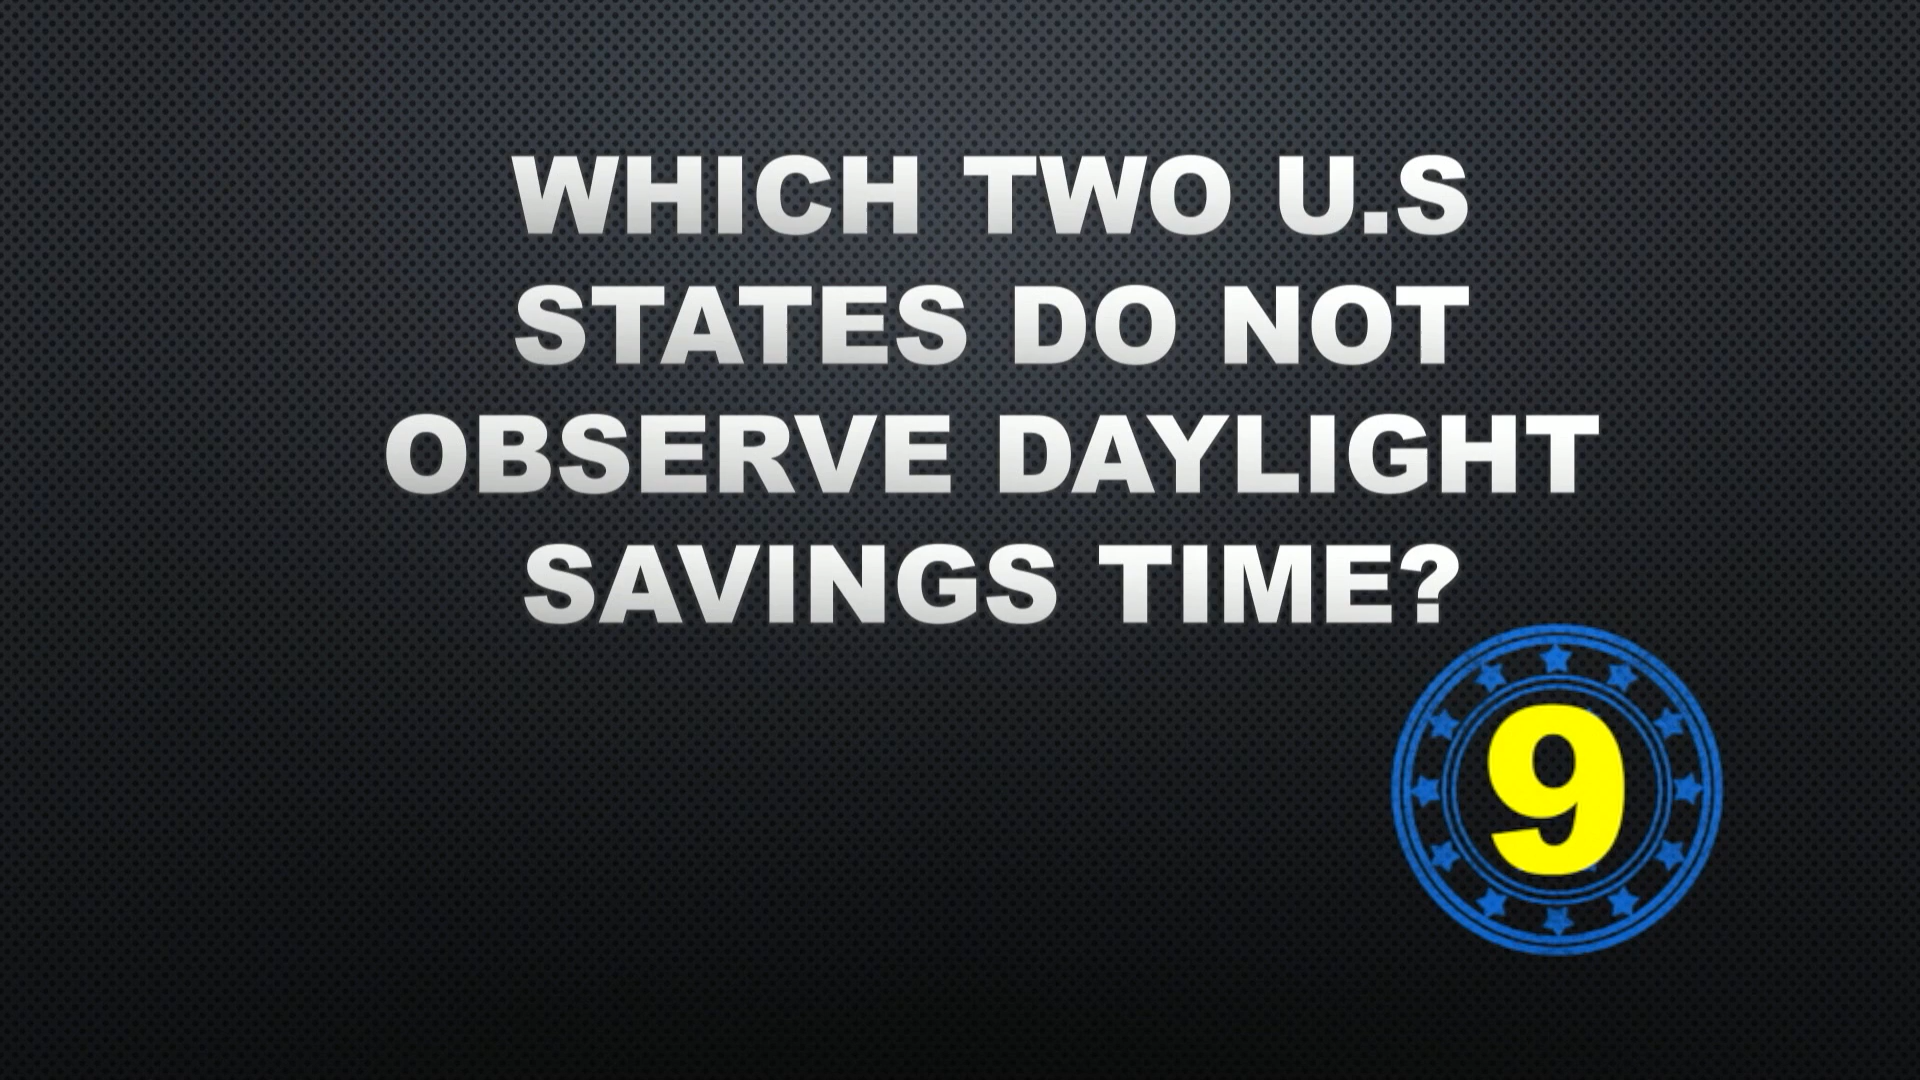 WHICH TWO U.S
STATES DO NOT
OBSERVE DAYLIGHT
SAVINGS TIME?
9